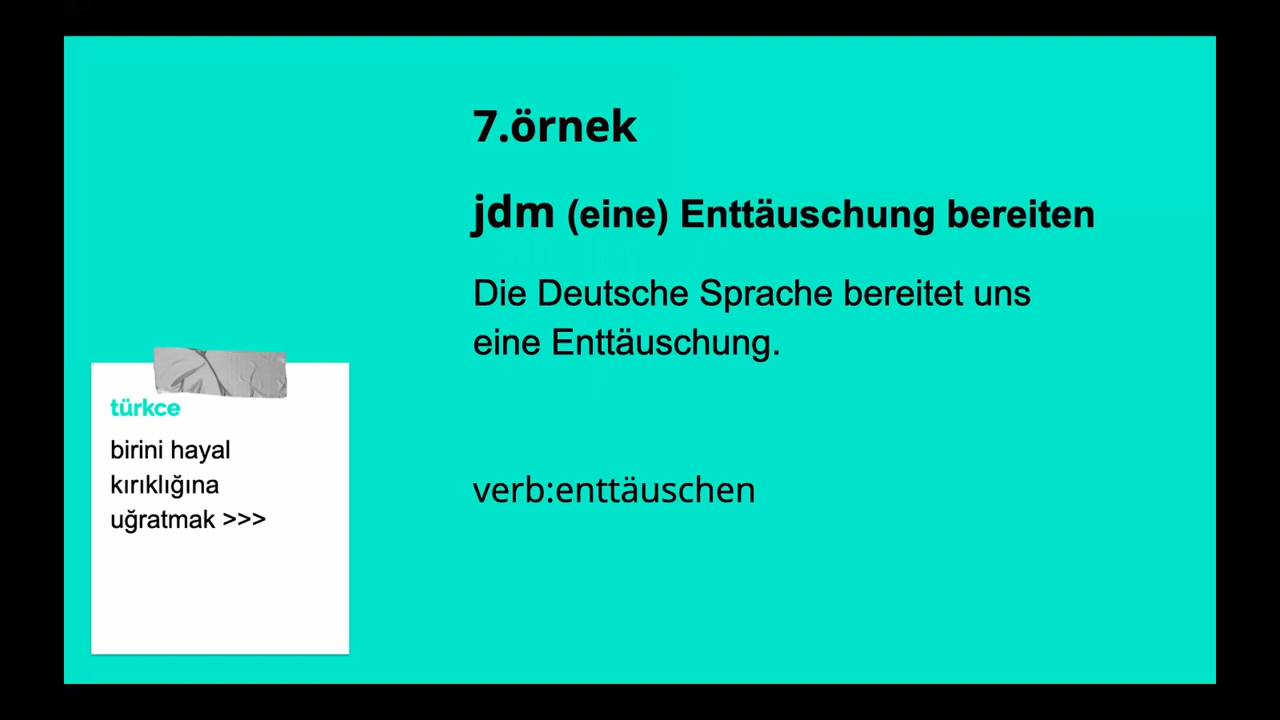 7.örnek
jdm (eine) Enttäuschung bereiten
Die Deutsche Sprache bereitet uns
eine Enttäuschung.
verb:enttäuschen
türkce
birini hayal
kırıklığına
uğratmak >>>